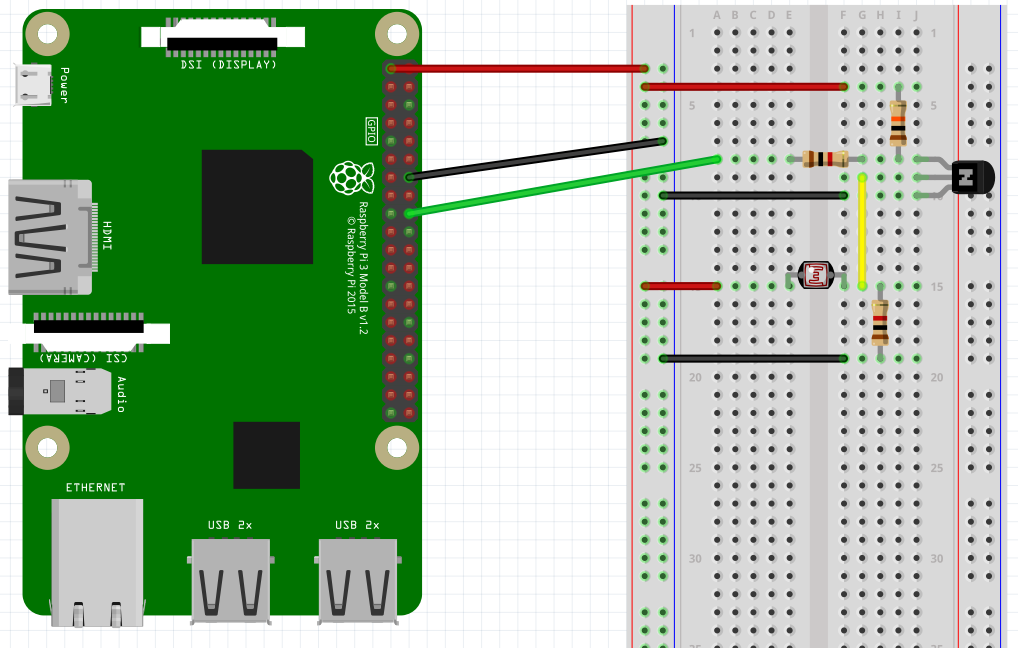 DSI (DISPLAY)
Power
GPIO
HDMI
Raspberry Pi 3 Model B v1.2
© Raspberry Pi 2015
CSI (CAMERA)
Audio
ETHERNET
USB 2x
USB 2x
A B C D E F G H I J
1 1
5 5
10
15
20 20
25 25
30 30
N